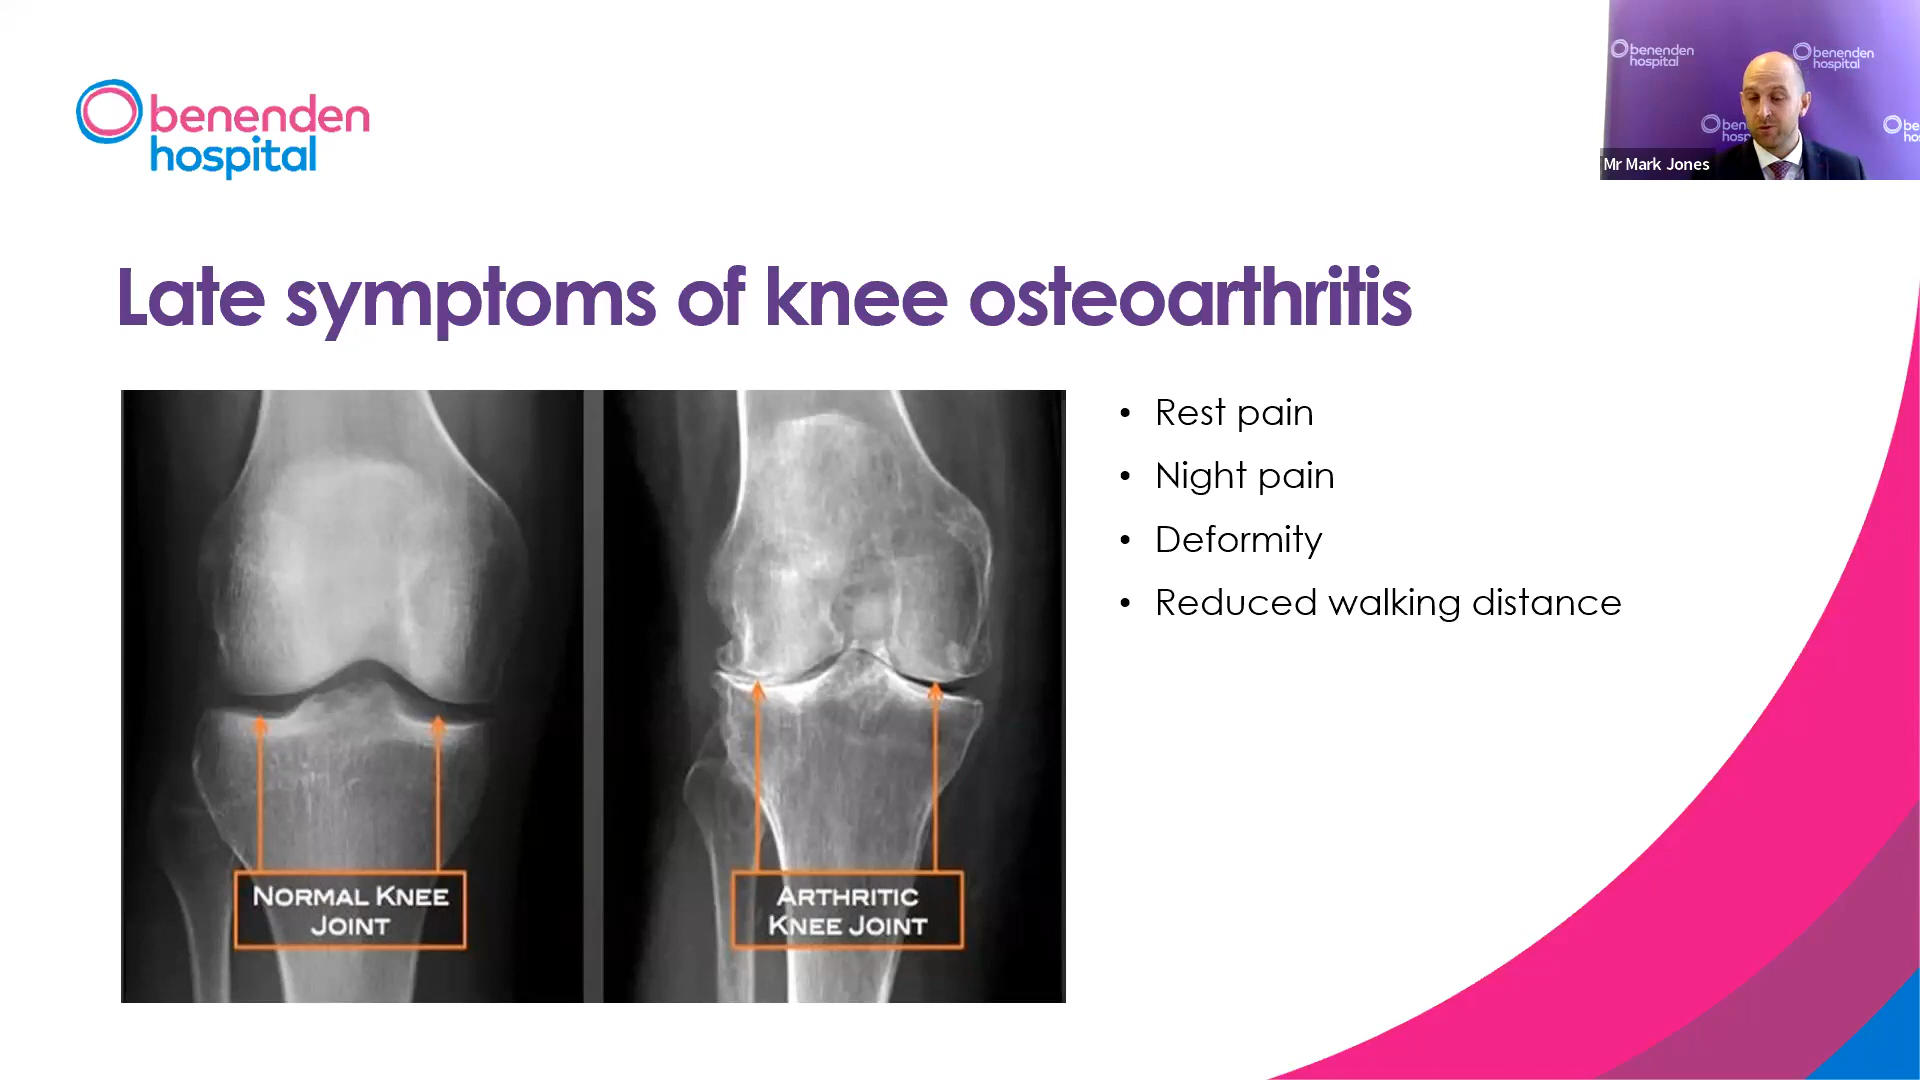 benenden
hospital
benenden
hospital
benenden
hospital
Mr Mark Jones
Late symptoms of knee osteoarthritis
• Rest pain
• Night pain
• Deformity
• Reduced walking distance
NORMAL KNEE
JOINT
ARTHRITIC
KNEE JOINT